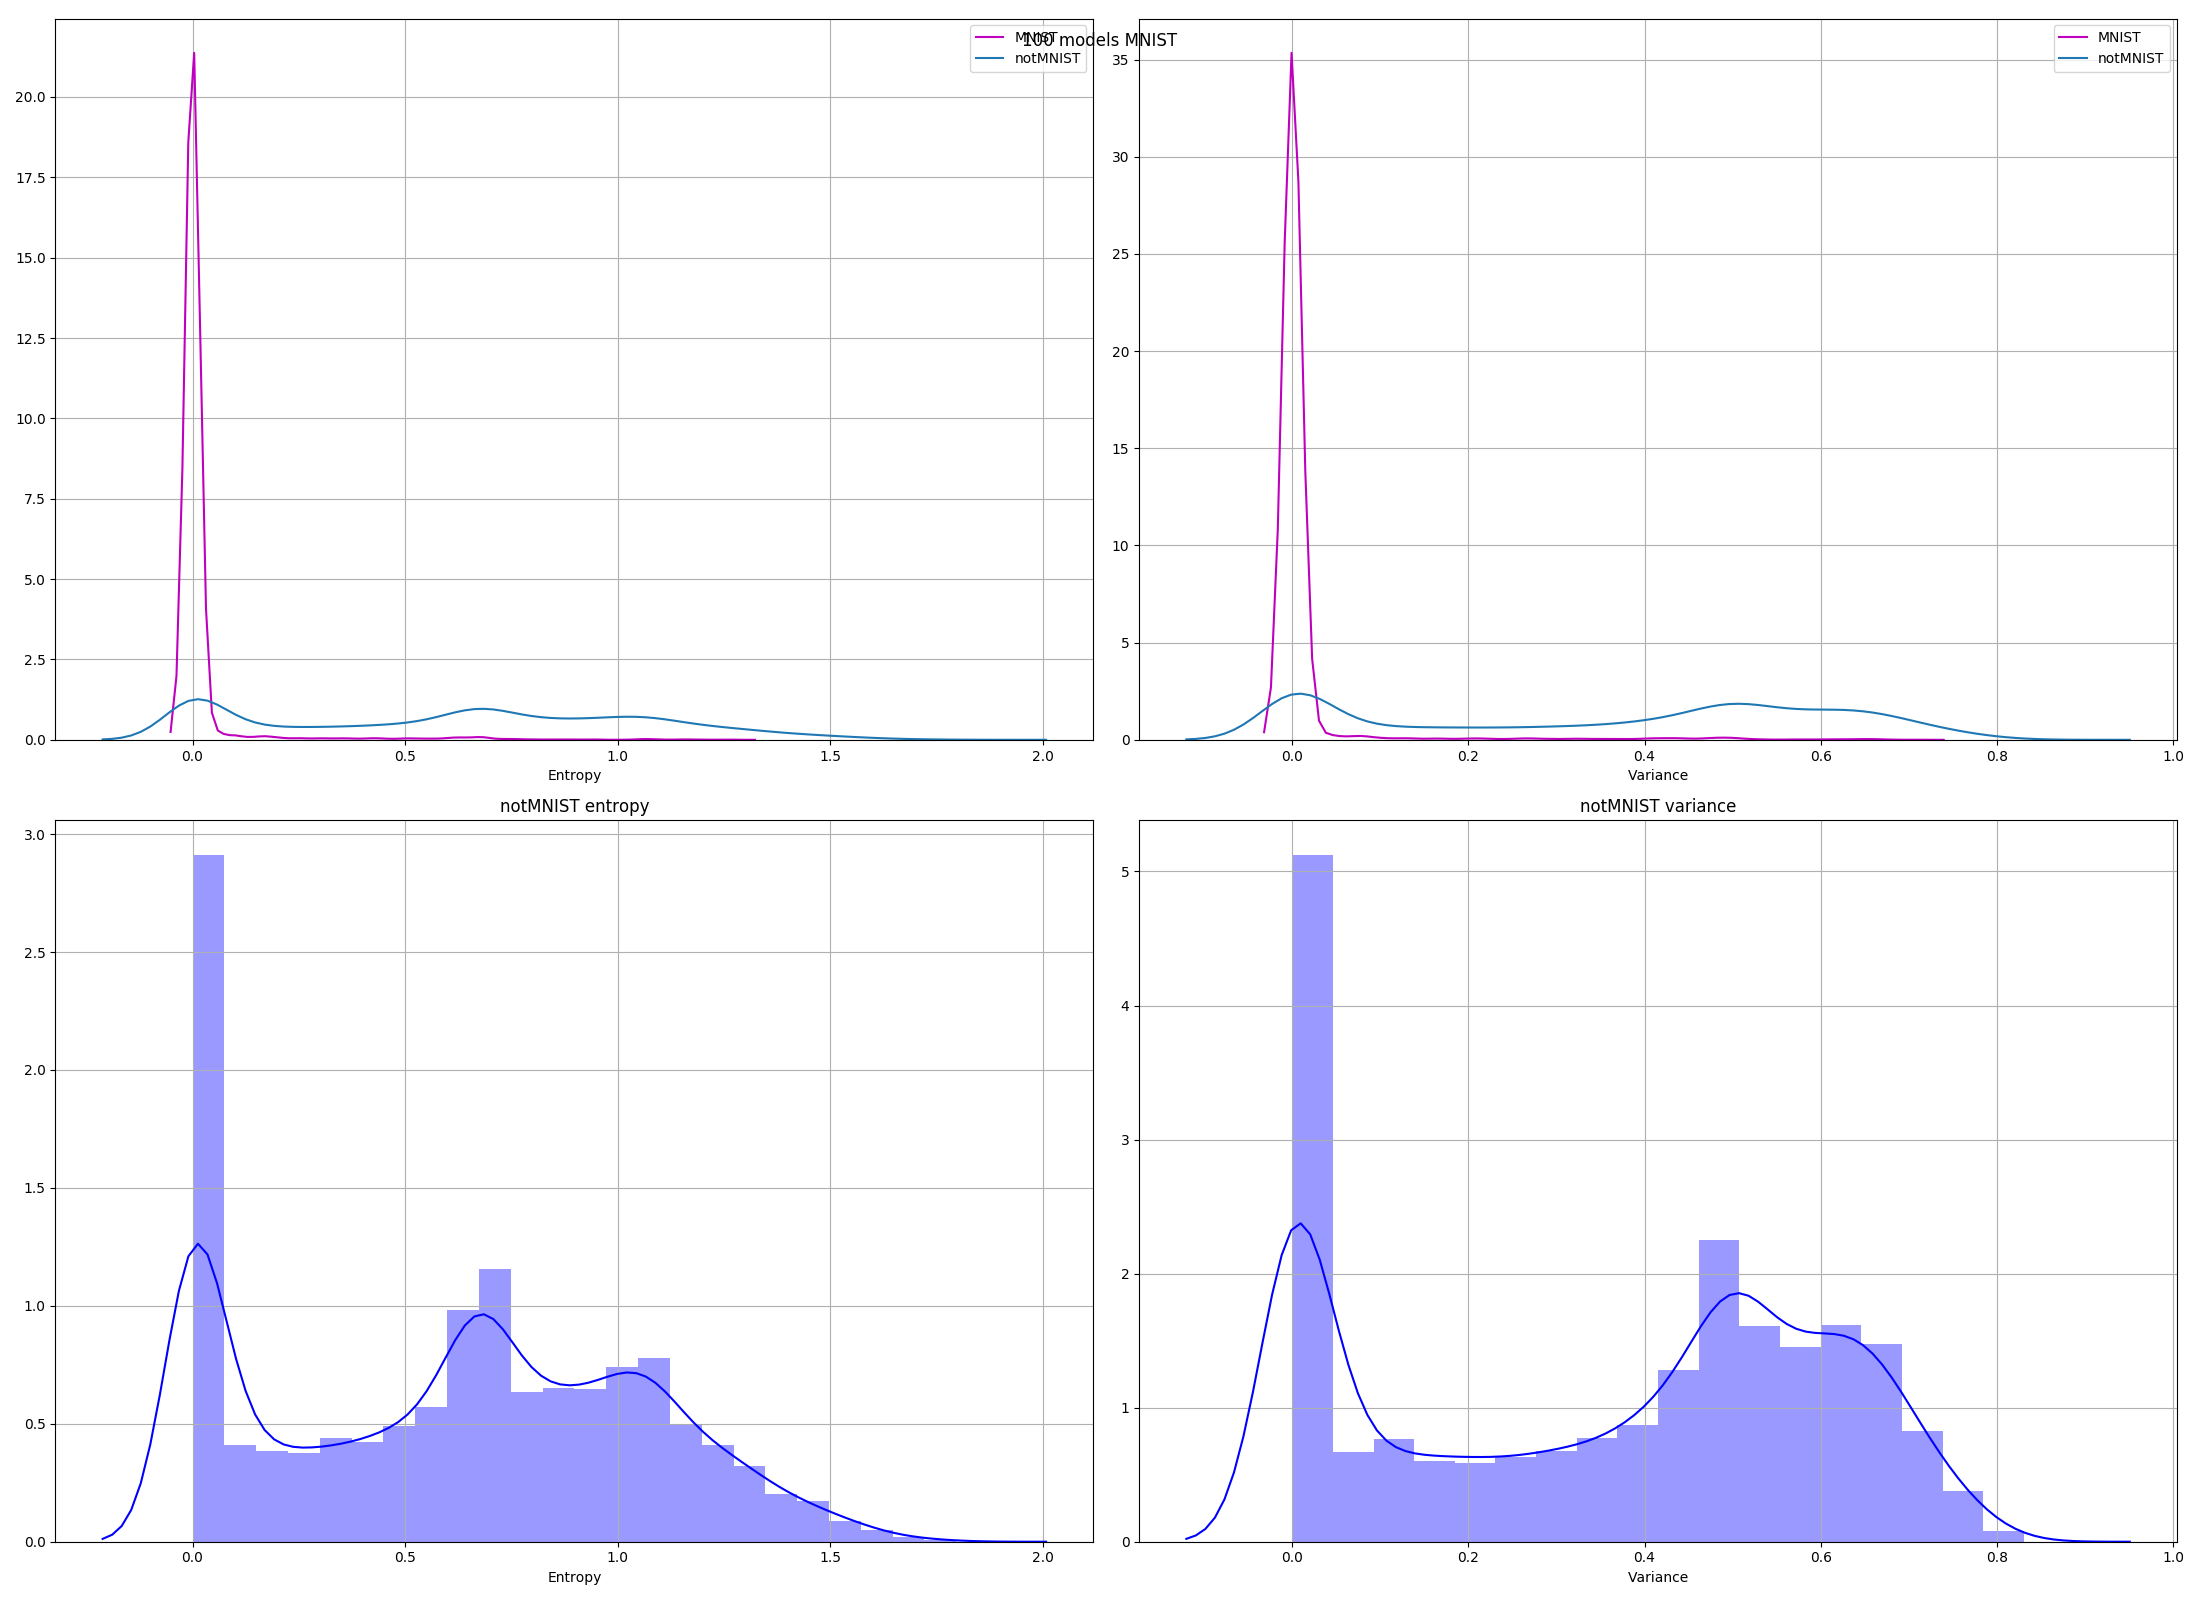 100 models MNIST
MNIST
notMNIST
20.0
17.5
15.0
12.5
10.0
7.5
5.0
2.5
0.0
0.0 0.5 1.0 1.5 2.0
Entropy
MNIST
notMNIST
35
30
25
20
15
10
5
0
0.0 0.2 0.4 0.6 0.8 1.0
Variance
notMNIST entropy
3.0
2.5
2.0
1.5
1.0
0.5
0.0
0.0 0.5 1.0 1.5 2.0
Entropy
notMNIST variance
5
4
3
2
1
0
0.0 0.2 0.4 0.6 0.8 1.0
Variance